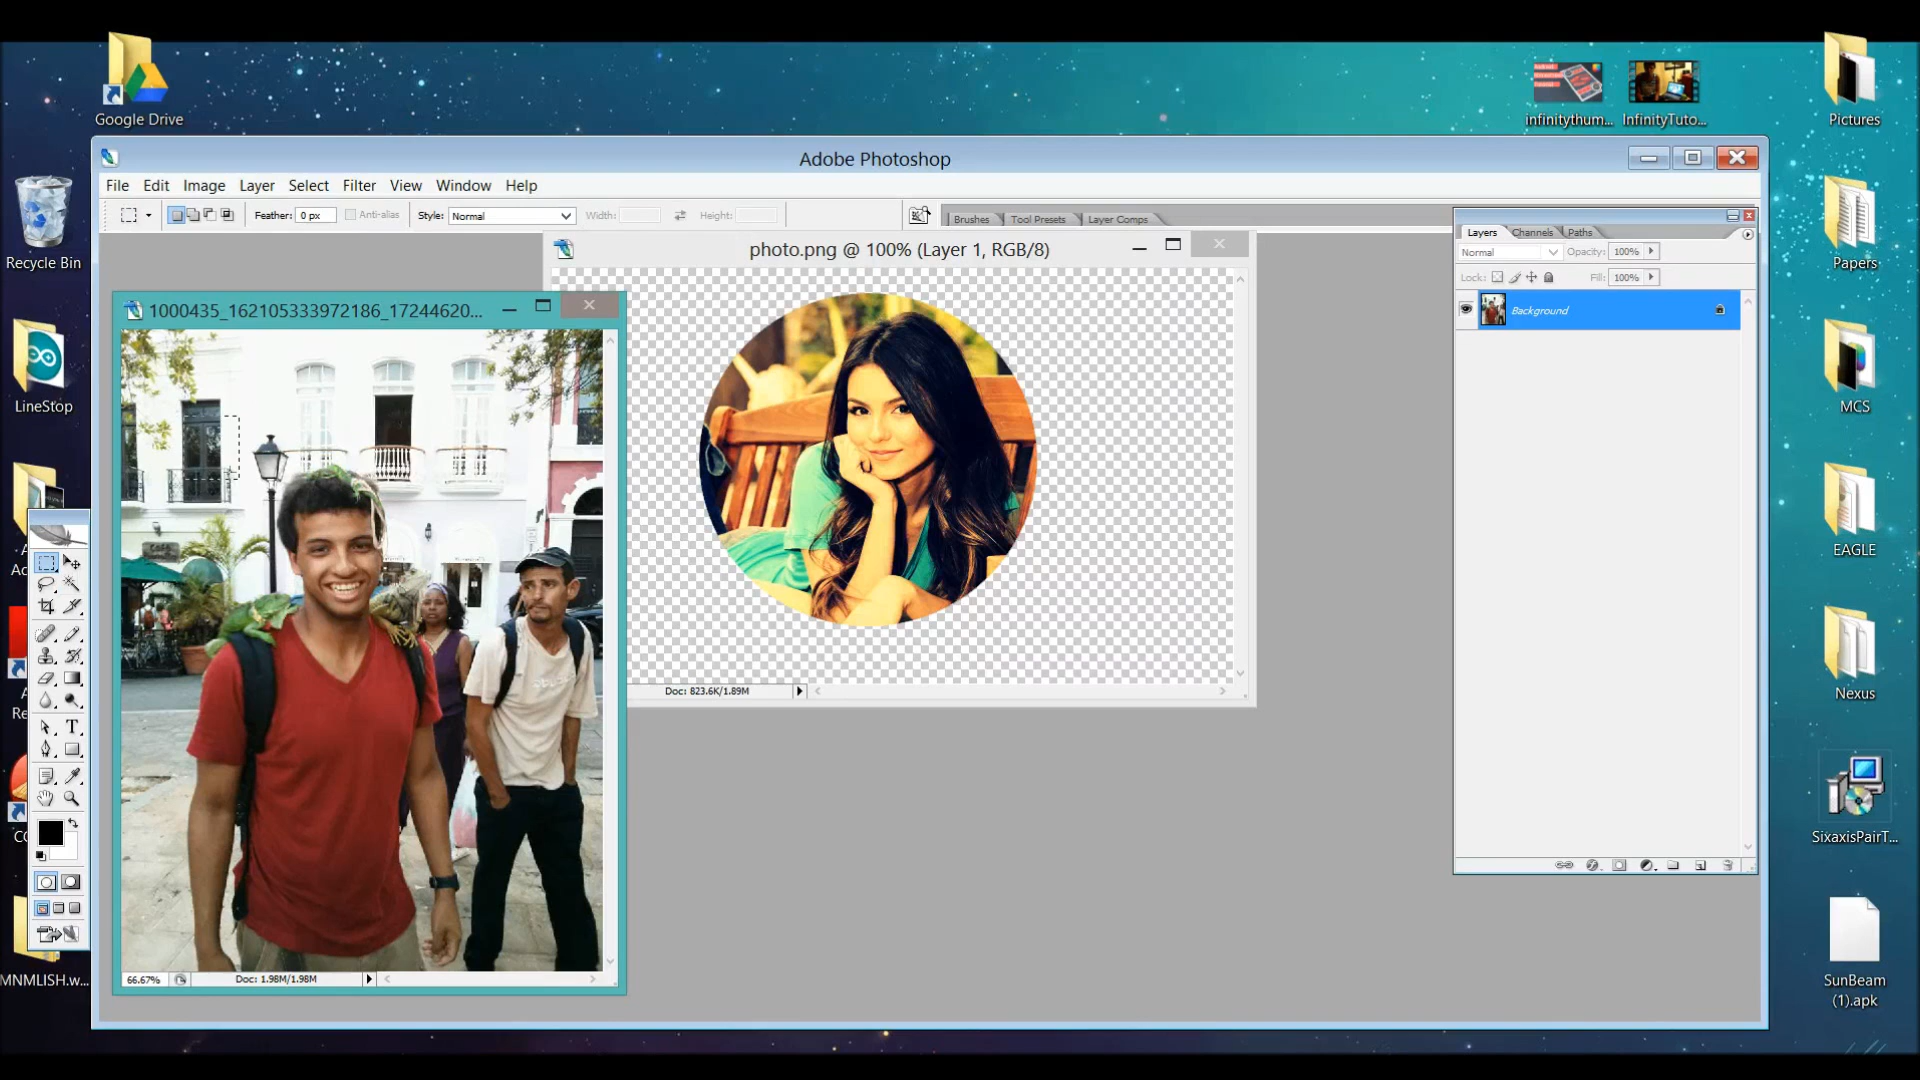 Google Drive
infinitythum...
InfinityTuto...
Pictures
Adobe Photoshop
File Edit Image Layer Select Filter View Window Help
Feather: 0 px Anti-alias Style: Normal Width: Height:
Brushes Tool Presets Layer Comps
Recycle Bin
photo.png @ 100% (Layer 1, RGB/8)
Layers Channels Paths
Normal Opacity: 100%
Lock: Fill: 100%
Background
Papers
1000435_162105333972186_17244620...
LineStop
MCS
EAGLE
Nexus
Doc: 823.6K/1.89M
SixaxisPairT...
66.67% Doc: 1.98M/1.98M
MNMLISH.w...
SunBeam
(1).apk